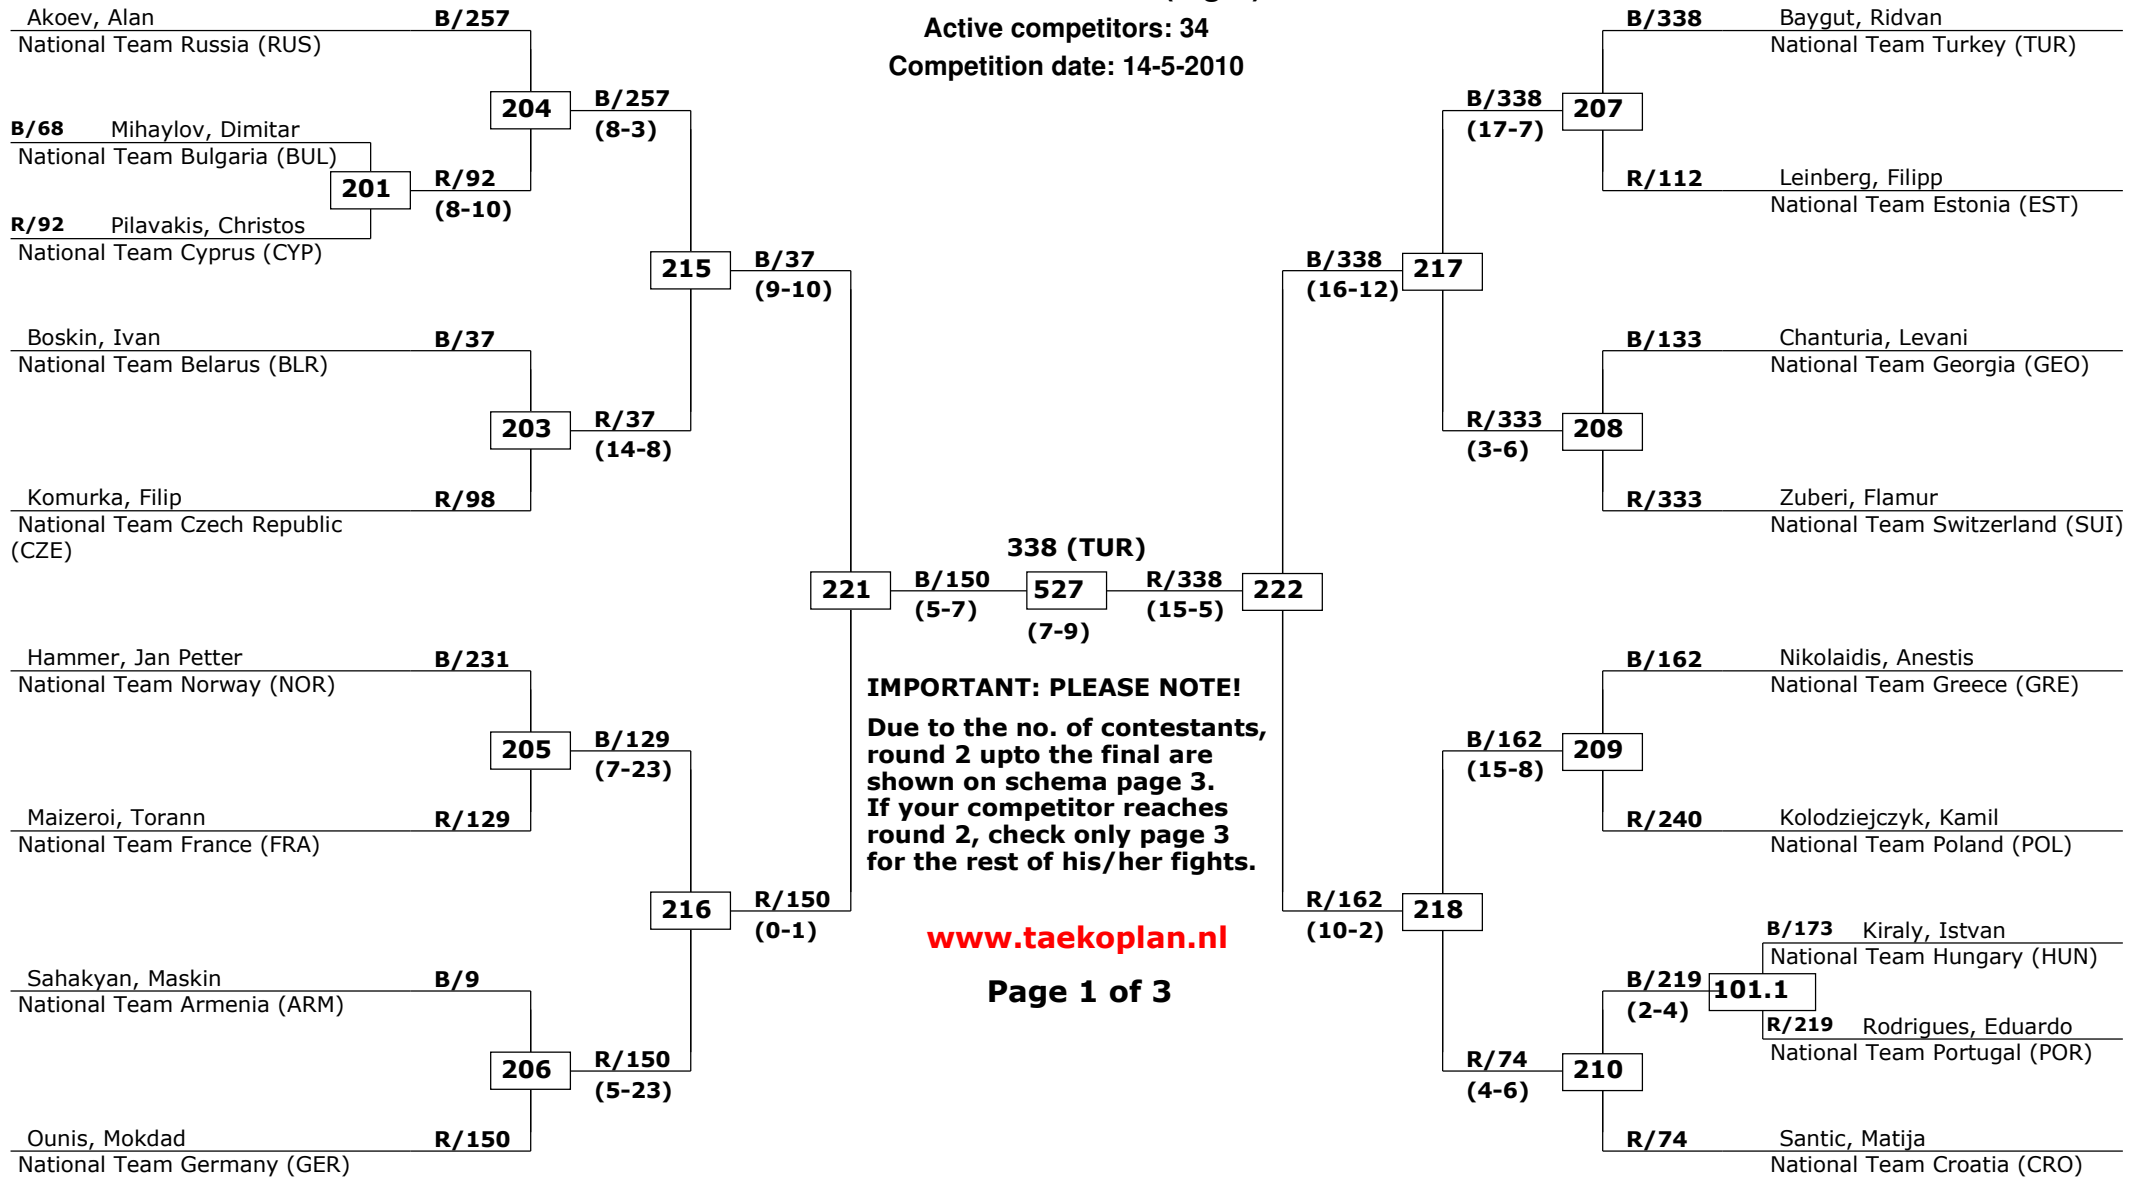 Active competitors: 34
Competition date: 14-5-2010
Akoev, Alan
B/257
National Team Russia (RUS)
204
B/257
(8-3)
B/68
Mihaylov, Dimitar
National Team Bulgaria (BUL)
201
R/92
(8-10)
R/92
Pilavakis, Christos
National Team Cyprus (CYP)
215
B/37
(9-10)
Boskin, Ivan
B/37
National Team Belarus (BLR)
203
R/37
(14-8)
Komurka, Filip
R/98
National Team Czech Republic
(CZE)
221
B/150
(5-7)
Hammer, Jan Petter
B/231
National Team Norway (NOR)
205
B/129
(7-23)
Maizeroi, Torann
R/129
National Team France (FRA)
216
R/150
(0-1)
Sahakyan, Maskin
B/9
National Team Armenia (ARM)
206
R/150
(5-23)
Ounis, Mokdad
R/150
National Team Germany (GER)
338 (TUR)
527
(7-9)
IMPORTANT: PLEASE NOTE!
Due to the no. of contestants,
round 2 upto the final are
shown on schema page 3.
If your competitor reaches
round 2, check only page 3
for the rest of his/her fights.
www.taekoplan.nl
Page 1 of 3
B/338
Baygut, Ridvan
National Team Turkey (TUR)
B/338
(17-7)
207
R/112
Leinberg, Filipp
National Team Estonia (EST)
B/338
(16-12)
217
B/133
Chanturia, Levani
National Team Georgia (GEO)
R/333
(3-6)
208
R/333
Zuberi, Flamur
National Team Switzerland (SUI)
R/338
(15-5)
222
B/162
Nikolaidis, Anestis
National Team Greece (GRE)
B/162
(15-8)
209
R/240
Kolodziejczyk, Kamil
National Team Poland (POL)
R/162
(10-2)
218
B/173
Kiraly, Istvan
National Team Hungary (HUN)
B/219
(2-4)
101.1
R/219
Rodrigues, Eduardo
National Team Portugal (POR)
R/74
(4-6)
210
R/74
Santic, Matija
National Team Croatia (CRO)